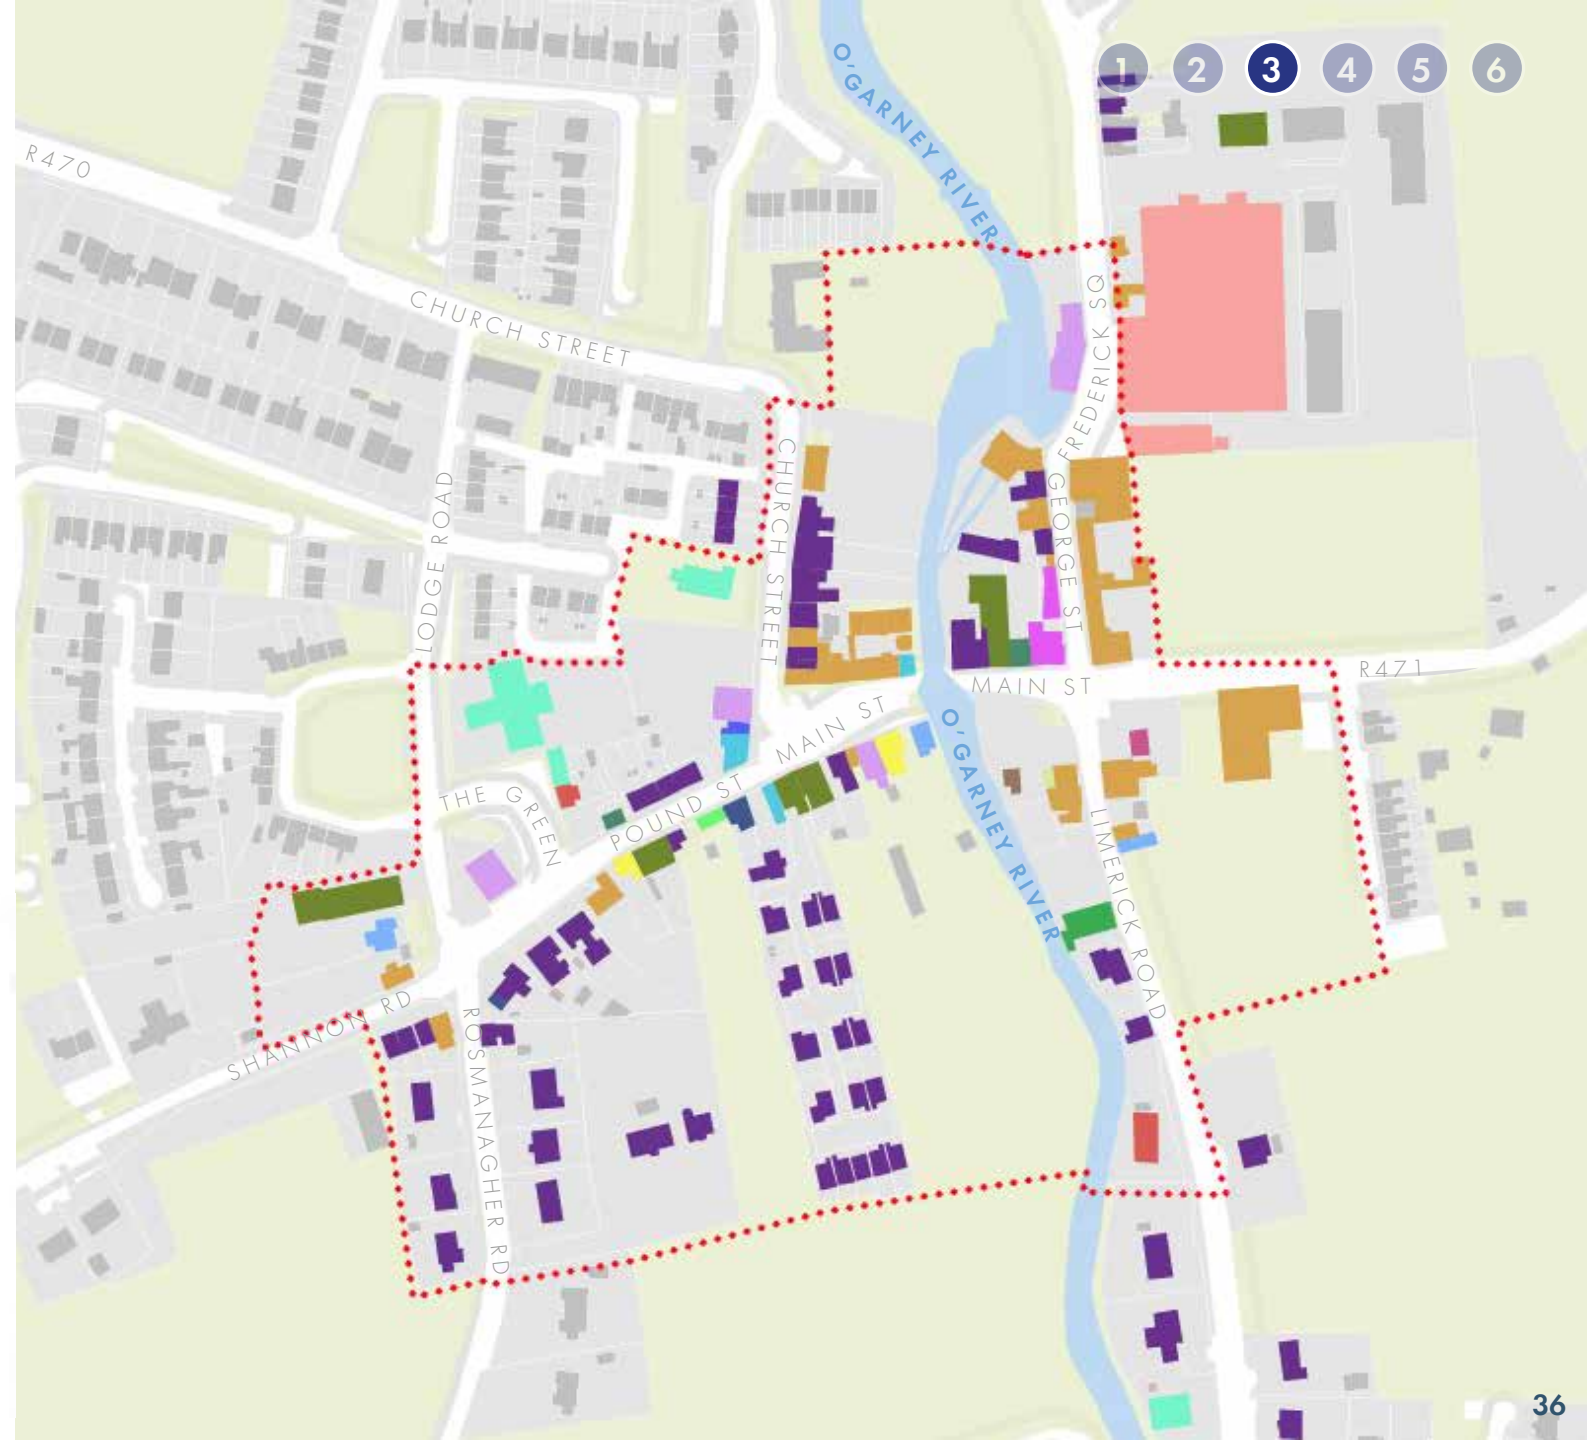 1 2 3 4 5 6
O'GARNEY RIVER
R470
CHURCH STREET
FREDERICK SQ
CHURCH STREET
LODGE ROAD
GEORGE ST
R471
MAIN ST
MAIN ST
O'GARNEY RIVER
THE GREEN
POUND ST
LIMERICK ROAD
SHANNON RD
ROSMANAGHER RD
36